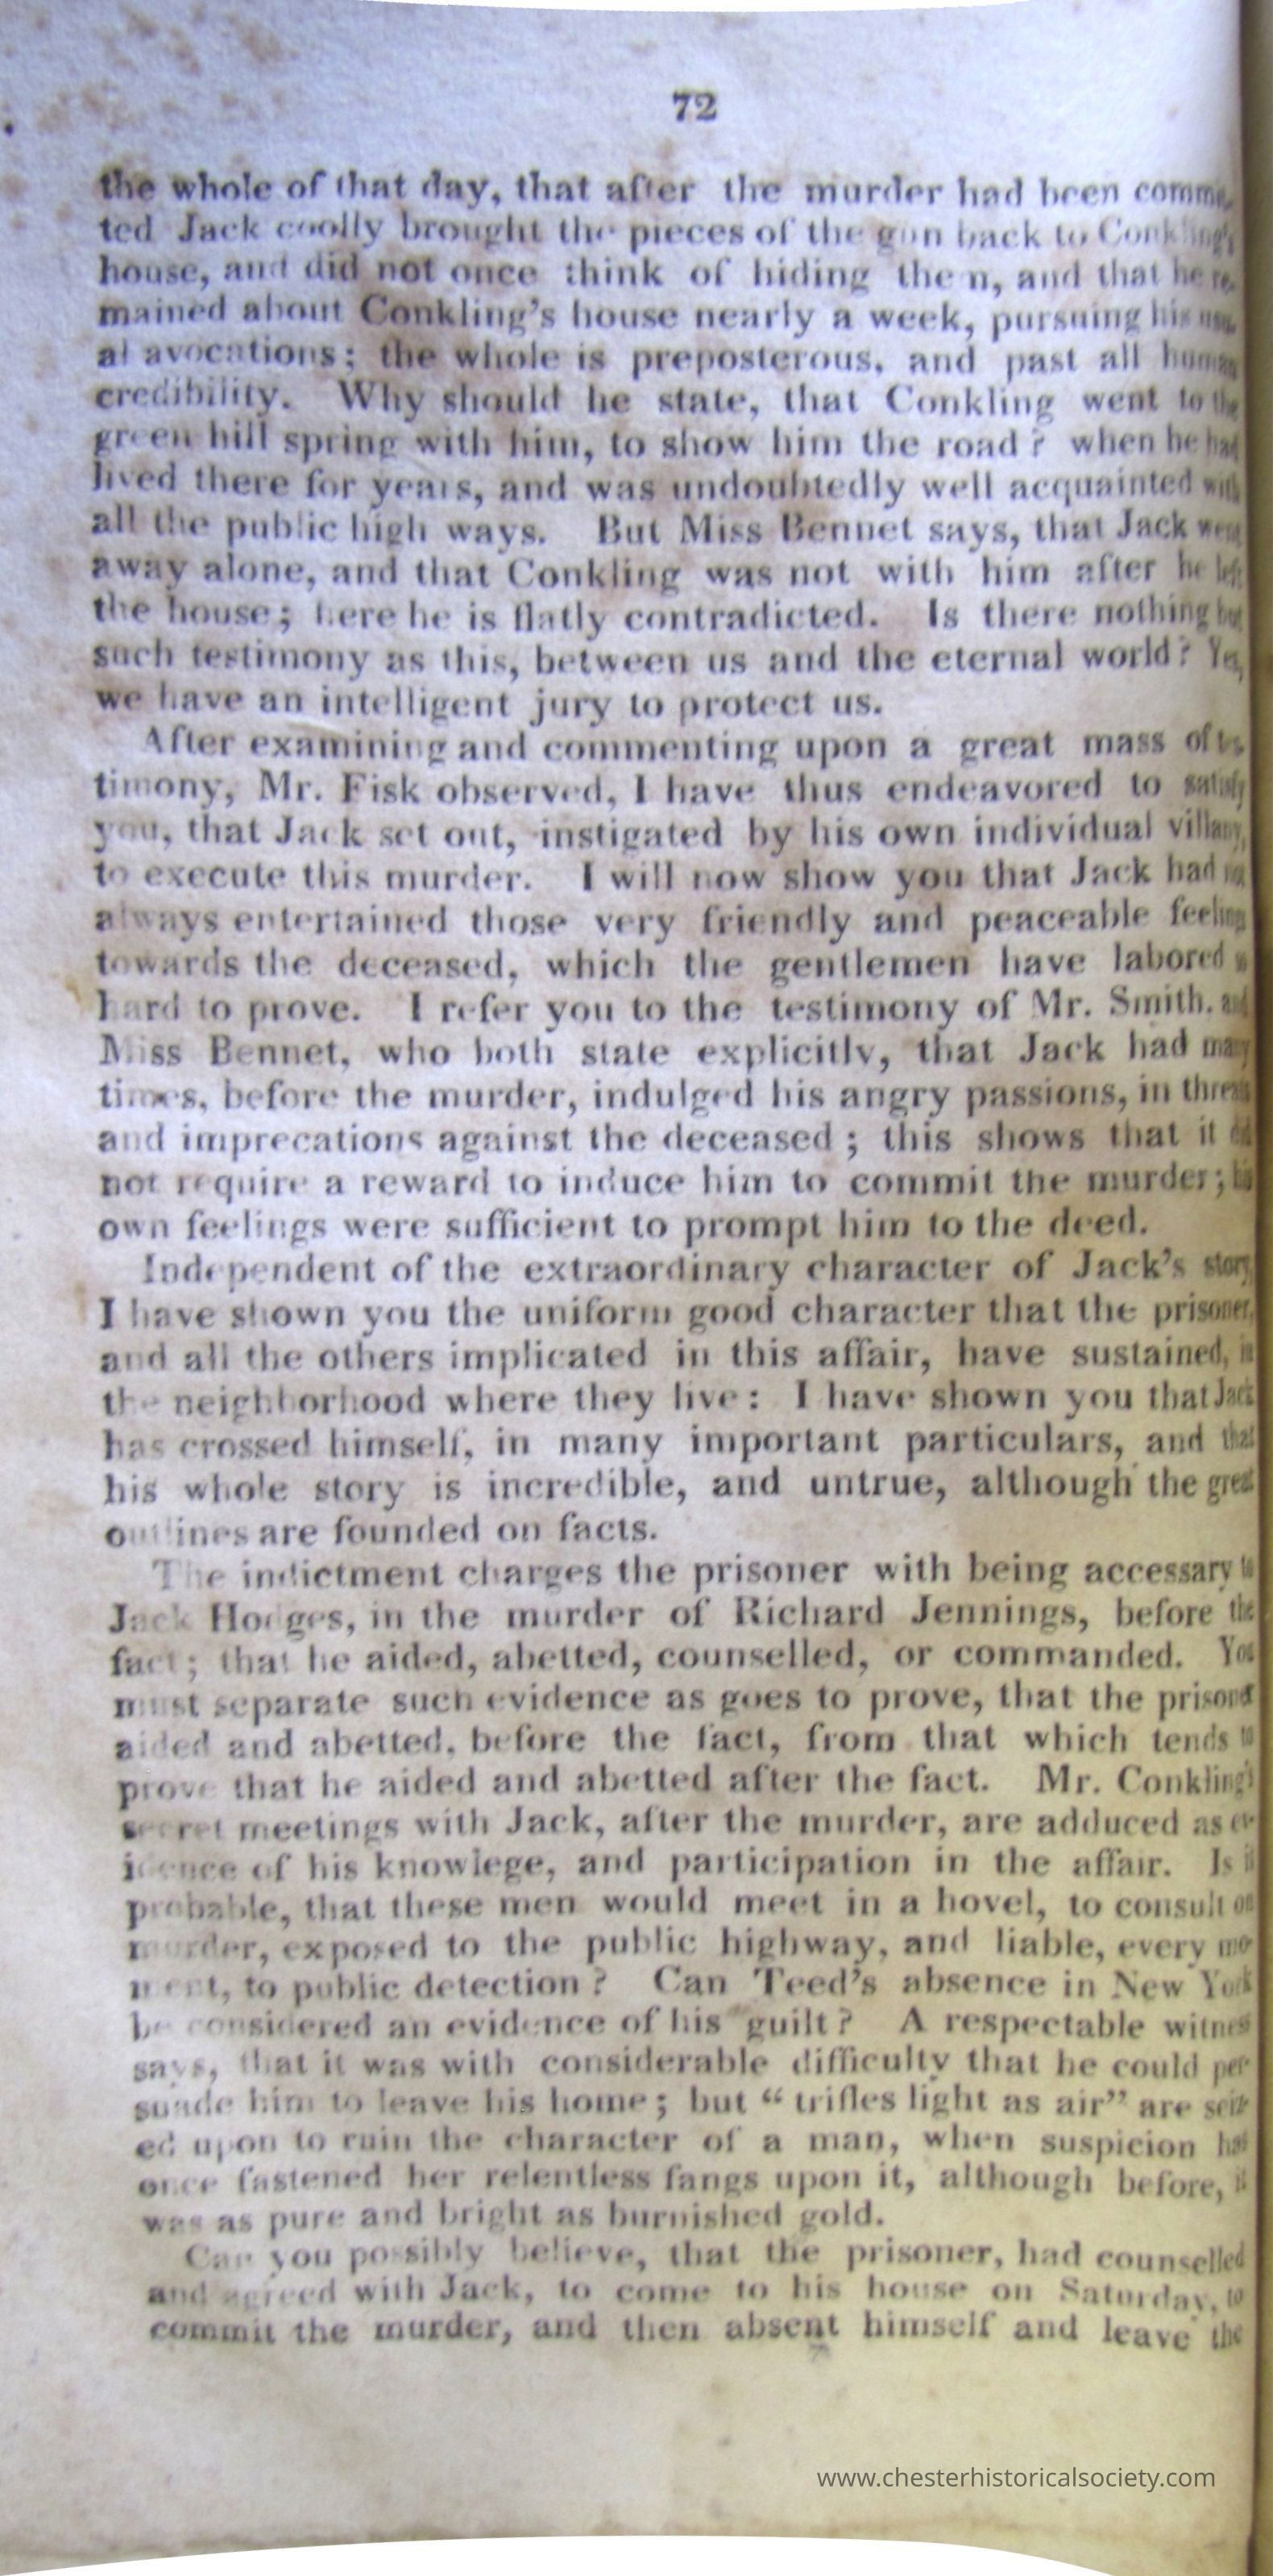 72
the whole of that day, that after the murder had been commit-
ted Jack coolly brought the pieces of the gun back to Conkling's
house, and did not once think of hiding them, and that he re-
mained about Conkling's house nearly a week, pursuing his usu-
al avocations; the whole is preposterous, and past all human
credibility. Why should he state, that Conkling went to the
green hill spring with him, to show him the road? when he had
lived there for years, and was undoubtedly well acquainted with
all the public high ways. But Miss Bennet says, that Jack went
away alone, and that Conkling was not with him after he left
the house; here he is flatly contradicted. Is there nothing but
such testimony as this, between us and the eternal world? Yes,
we have an intelligent jury to protect us.
After examining and commenting upon a great mass of tes-
timony, Mr. Fisk observed, I have thus endeavored to satisfy
you, that Jack set out, instigated by his own individual villany,
to execute this murder. I will now show you that Jack had not
always entertained those very friendly and peaceable feelings
towards the deceased, which the gentlemen have labored so
hard to prove. I refer you to the testimony of Mr. Smith, and
Miss Bennet, who both state explicitly, that Jack had many
times, before the murder, indulged his angry passions, in threats
and imprecations against the deceased; this shows that it did
not require a reward to induce him to commit the murder; his
own feelings were sufficient to prompt him to the deed.
Independent of the extraordinary character of Jack's story,
I have shown you the uniform good character that the prisoner,
and all the others implicated in this affair, have sustained, in
the neighborhood where they live: I have shown you that Jack
has crossed himself, in many important particulars, and that
his whole story is incredible, and untrue, although the great
outlines are founded on facts.
The indictment charges the prisoner with being accessary to
Jack Hodges, in the murder of Richard Jennings, before the
fact; that he aided, abetted, counselled, or commanded. You
must separate such evidence as goes to prove, that the prisoner
aided and abetted, before the fact, from that which tends to
prove that he aided and abetted after the fact. Mr. Conkling's
secret meetings with Jack, after the murder, are adduced as ev-
idence of his knowlege, and participation in the affair. Is it
probable, that these men would meet in a hovel, to consult on
murder, exposed to the public highway, and liable, every mo-
ment, to public detection? Can Teed's absence in New York
be considered an evidence of his guilt? A respectable witness
says, that it was with considerable difficulty that he could per-
suade him to leave his home; but "trifles light as air" are seiz-
ed upon to ruin the character of a man, when suspicion has
once fastened her relentless fangs upon it, although before, it
was as pure and bright as burnished gold.
Can you possibly believe, that the prisoner, had counselled
and agreed with Jack, to come to his house on Saturday, to
commit the murder, and then absent himself and leave the
www.chesterhistoricalsociety.com